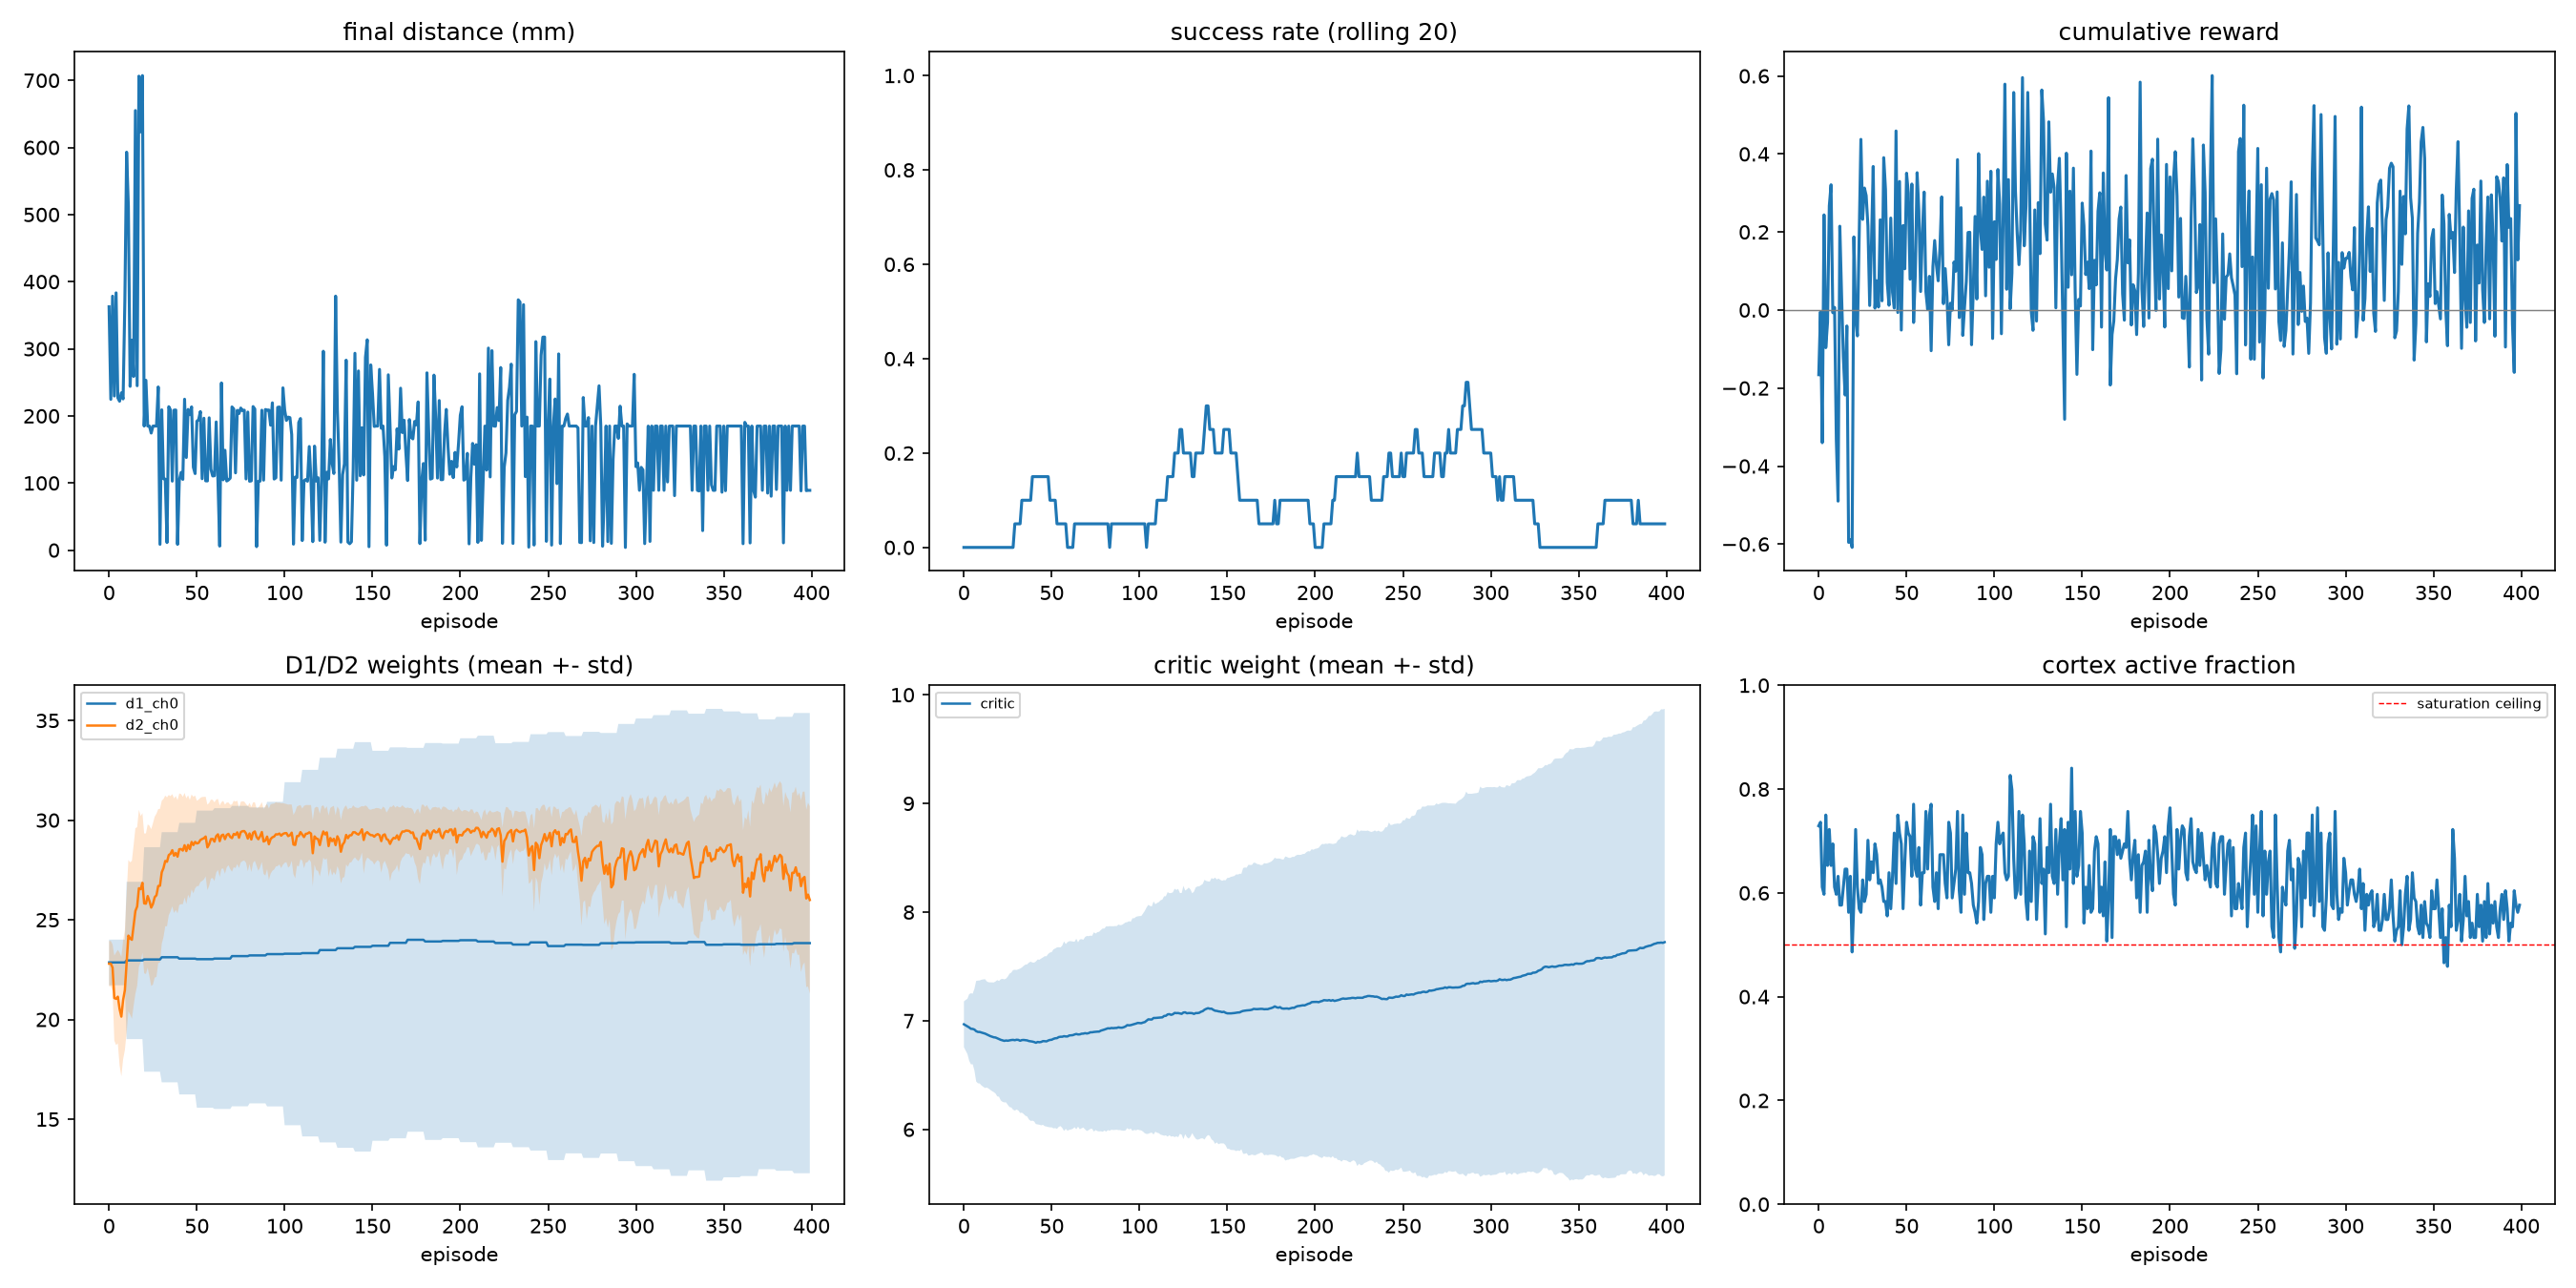 final distance (mm)
700
600
500
400
300
200
100
0
0 50 100 150 200 250 300 350 400
episode
success rate (rolling 20)
1.0
0.8
0.6
0.4
0.2
0.0
0 50 100 150 200 250 300 350 400
episode
cumulative reward
0.6
0.4
0.2
0.0
−0.2
−0.4
−0.6
0 50 100 150 200 250 300 350 400
episode
D1/D2 weights (mean +- std)
d1_ch0
d2_ch0
35
30
25
20
15
0 50 100 150 200 250 300 350 400
episode
critic weight (mean +- std)
critic
10
9
8
7
6
0 50 100 150 200 250 300 350 400
episode
cortex active fraction
saturation ceiling
1.0
0.8
0.6
0.4
0.2
0.0
0 50 100 150 200 250 300 350 400
episode